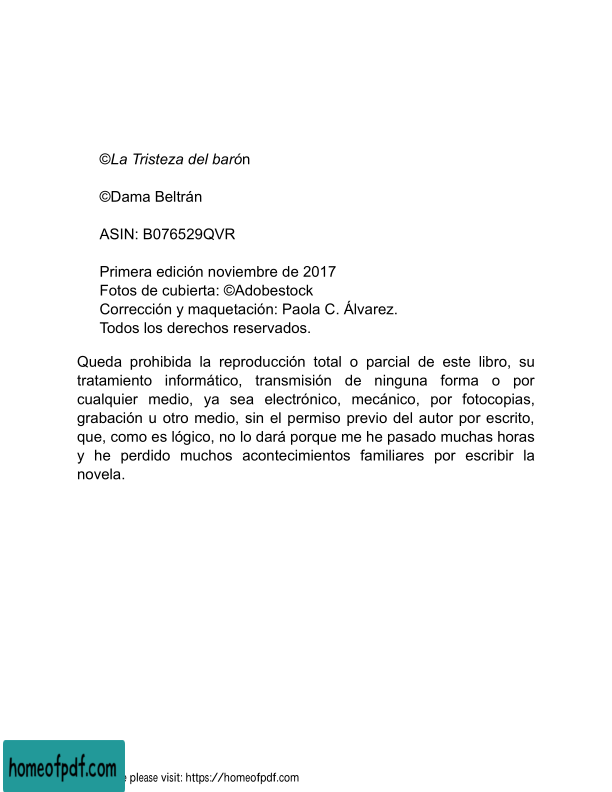 ©La Tristeza del barón
©Dama Beltrán
ASIN: B076529QVR
Primera edición noviembre de 2017
Fotos de cubierta: ©Adobestock
Corrección y maquetación: Paola C. Álvarez.
Todos los derechos reservados.
Queda prohibida la reproducción total o parcial de este libro, su
tratamiento informático, transmisión de ninguna forma o por
cualquier medio, ya sea electrónico, mecánico, por fotocopias,
grabación u otro medio, sin el permiso previo del autor por escrito,
que, como es lógico, no lo dará porque me he pasado muchas horas
y he perdido muchos acontecimientos familiares por escribir la
novela.
homeofpdf.com
please visit: https://homeofpdf.com